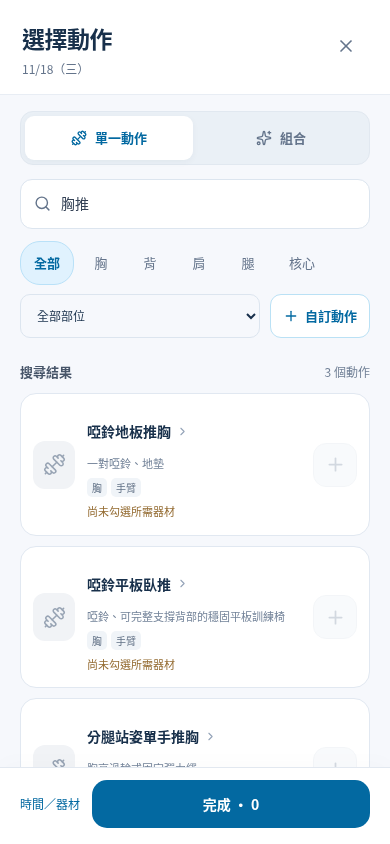 選擇動作
11/18（三）
單一動作
組合
胸推
全部 胸 背 肩 腿 核心
全部部位
自訂動作
搜尋結果 3 個動作
啞鈴地板推胸
一對啞鈴、地墊
胸 手臂
尚未勾選所需器材
啞鈴平板臥推
啞鈴、可完整支撐背部的穩固平板訓練椅
胸 手臂
尚未勾選所需器材
分腿站姿單手推胸
時間／器材
完成 · 0